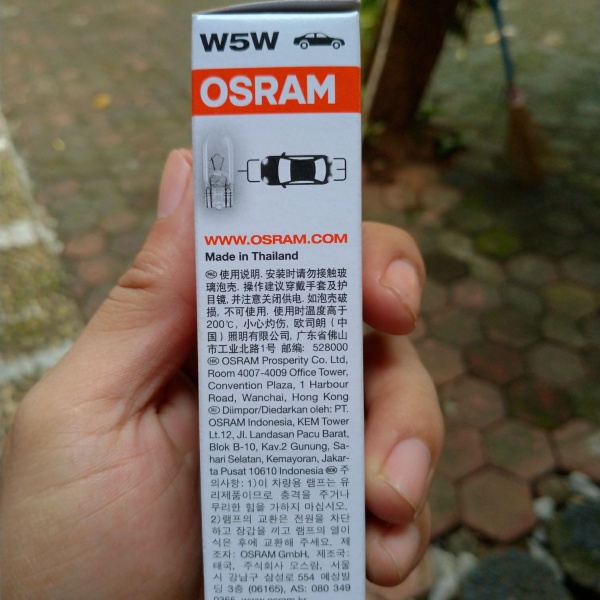 W5W
OSRAM
WWW.OSRAM.COM
Made in Thailand
PRC 使用说明. 安装时请勿接触玻
璃泡壳. 操作建议穿戴手套及护
目镜, 并注意关闭供电. 如泡壳破
损, 不可使用. 使用时温度高于
200℃, 小心灼伤, 欧司朗 (中
国) 照明有限公司, 广东省佛山
市工业北路1号 邮编: 528000
OSRAM Prosperity Co. Ltd,
Room 4007-4009 Office Tower,
Convention Plaza, 1 Harbour
Road, Wanchai, Hong Kong
Diimpor/Diedarkan oleh: PT.
OSRAM Indonesia, KEM Tower
Lt.12, Jl. Landasan Pacu Barat,
Blok B-10, Kav.2 Gunung, Sa-
hari Selatan, Kemayoran, Jakar-
ta Pusat 10610 Indonesia 주
의사항: 1)이 차량용 램프는 유
리제품이므로 충격을 주거나
무리한 힘을 가하지 마십시오.
2)램프의 교환은 전원을 차단
하고 장갑을 끼고 램프의 열이
식은 후에 교환해 주세요. 제
조자: OSRAM GmbH, 제조국:
태국, 주식회사 오스람, 서울
시 강남구 삼성로 554 예성빌
딩 3층 (06165), AS: 080 349
www.osram.kr